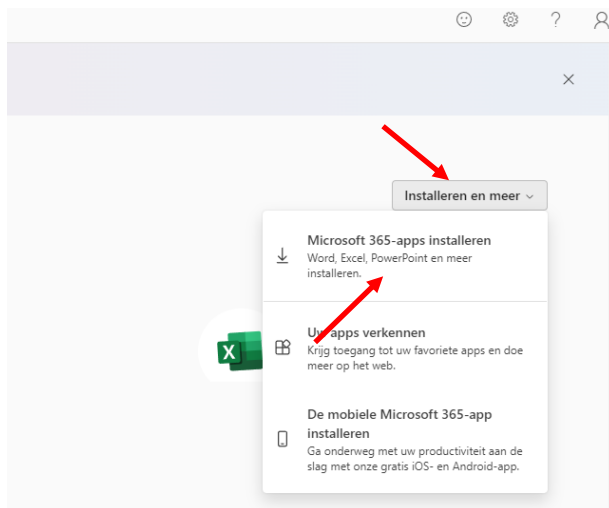 Installeren en meer
Microsoft 365-apps installeren
Word, Excel, PowerPoint en meer
installeren.
X
Uw apps verkennen
Krijg toegang tot uw favoriete apps en doe
meer op het web.
De mobiele Microsoft 365-app
installeren
Ga onderweg met uw productiviteit aan de
slag met onze gratis iOS- en Android-app.